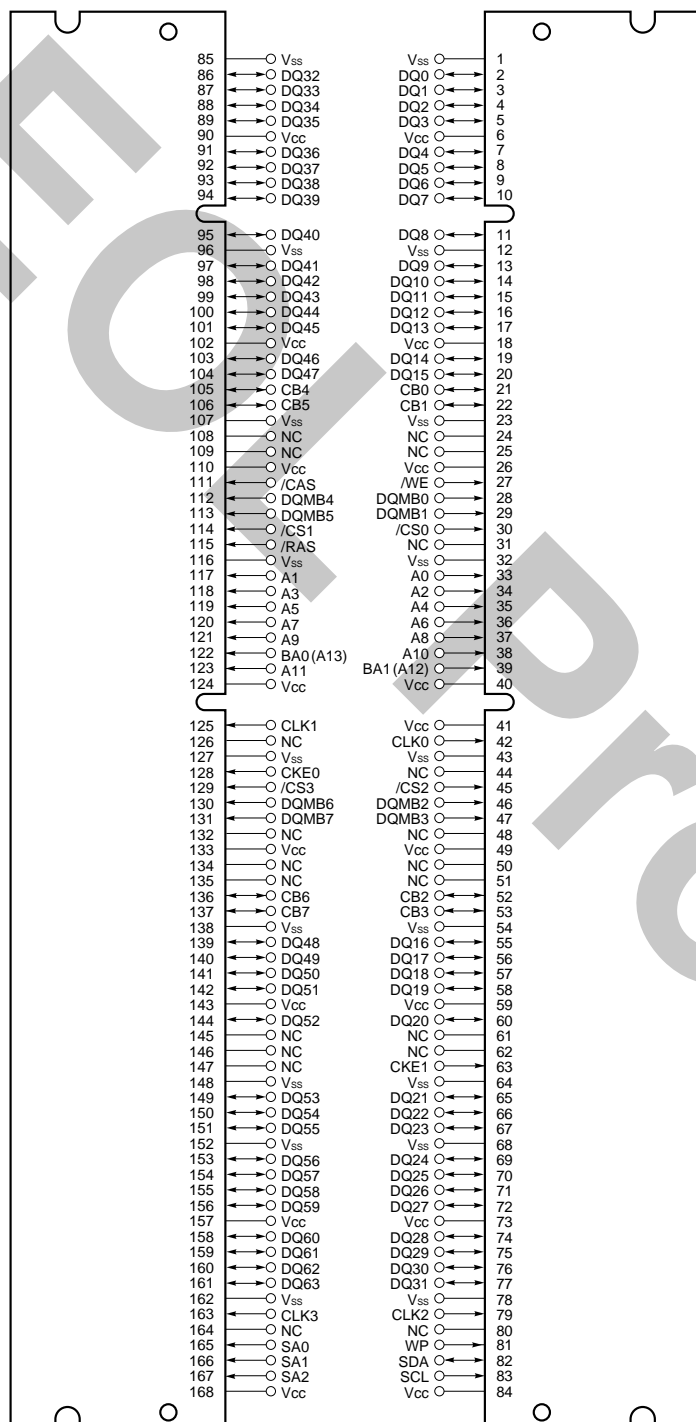 85 Vss Vss 1
86 DQ32 DQ0 2
87 DQ33 DQ1 3
88 DQ34 DQ2 4
89 DQ35 DQ3 5
90 Vcc Vcc 6
91 DQ36 DQ4 7
92 DQ37 DQ5 8
93 DQ38 DQ6 9
94 DQ39 DQ7 10
95 DQ40 DQ8 11
96 Vss Vss 12
97 DQ41 DQ9 13
98 DQ42 DQ10 14
99 DQ43 DQ11 15
100 DQ44 DQ12 16
101 DQ45 DQ13 17
102 Vcc Vcc 18
103 DQ46 DQ14 19
104 DQ47 DQ15 20
105 CB4 CB0 21
106 CB5 CB1 22
107 Vss Vss 23
108 NC NC 24
109 NC NC 25
110 Vcc Vcc 26
111 /CAS /WE 27
112 DQMB4 DQMB0 28
113 DQMB5 DQMB1 29
114 /CS1 /CS0 30
115 /RAS NC 31
116 Vss Vss 32
117 A1 A0 33
118 A3 A2 34
119 A5 A4 35
120 A7 A6 36
121 A9 A8 37
122 BA0 (A13) A10 38
123 A11 BA1 (A12) 39
124 Vcc Vcc 40
125 CLK1 Vcc 41
126 NC CLK0 42
127 Vss Vss 43
128 CKE0 NC 44
129 /CS3 /CS2 45
130 DQMB6 DQMB2 46
131 DQMB7 DQMB3 47
132 NC NC 48
133 Vcc Vcc 49
134 NC NC 50
135 NC NC 51
136 CB6 CB2 52
137 CB7 CB3 53
138 Vss Vss 54
139 DQ48 DQ16 55
140 DQ49 DQ17 56
141 DQ50 DQ18 57
142 DQ51 DQ19 58
143 Vcc Vcc 59
144 DQ52 DQ20 60
145 NC NC 61
146 NC NC 62
147 NC CKE1 63
148 Vss Vss 64
149 DQ53 DQ21 65
150 DQ54 DQ22 66
151 DQ55 DQ23 67
152 Vss Vss 68
153 DQ56 DQ24 69
154 DQ57 DQ25 70
155 DQ58 DQ26 71
156 DQ59 DQ27 72
157 Vcc Vcc 73
158 DQ60 DQ28 74
159 DQ61 DQ29 75
160 DQ62 DQ30 76
161 DQ63 DQ31 77
162 Vss Vss 78
163 CLK3 CLK2 79
164 NC NC 80
165 SA0 WP 81
166 SA1 SDA 82
167 SA2 SCL 83
168 Vcc Vcc 84
EOL